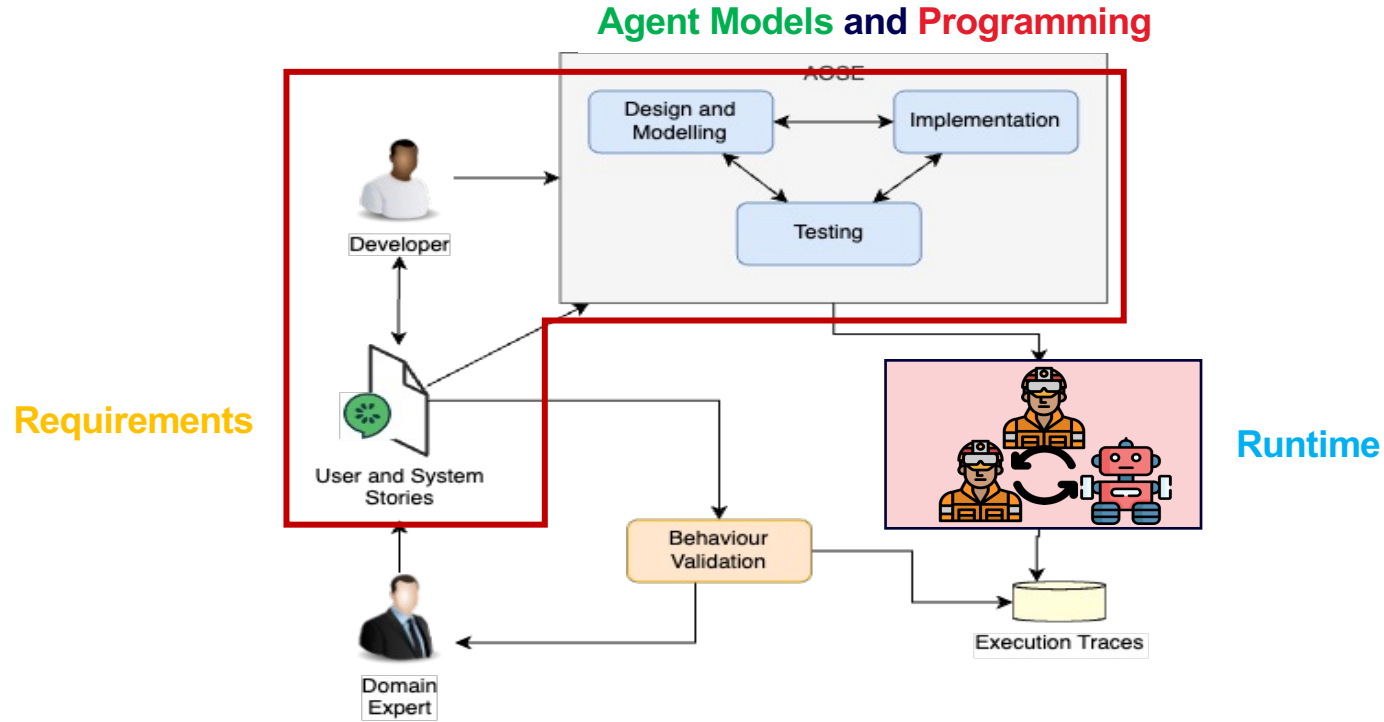 Agent Models and Programming
AOSE
Design and
Modelling
Implementation
Testing
Developer
Requirements
User and System
Stories
Runtime
Behaviour
Validation
Execution Traces
Domain
Expert